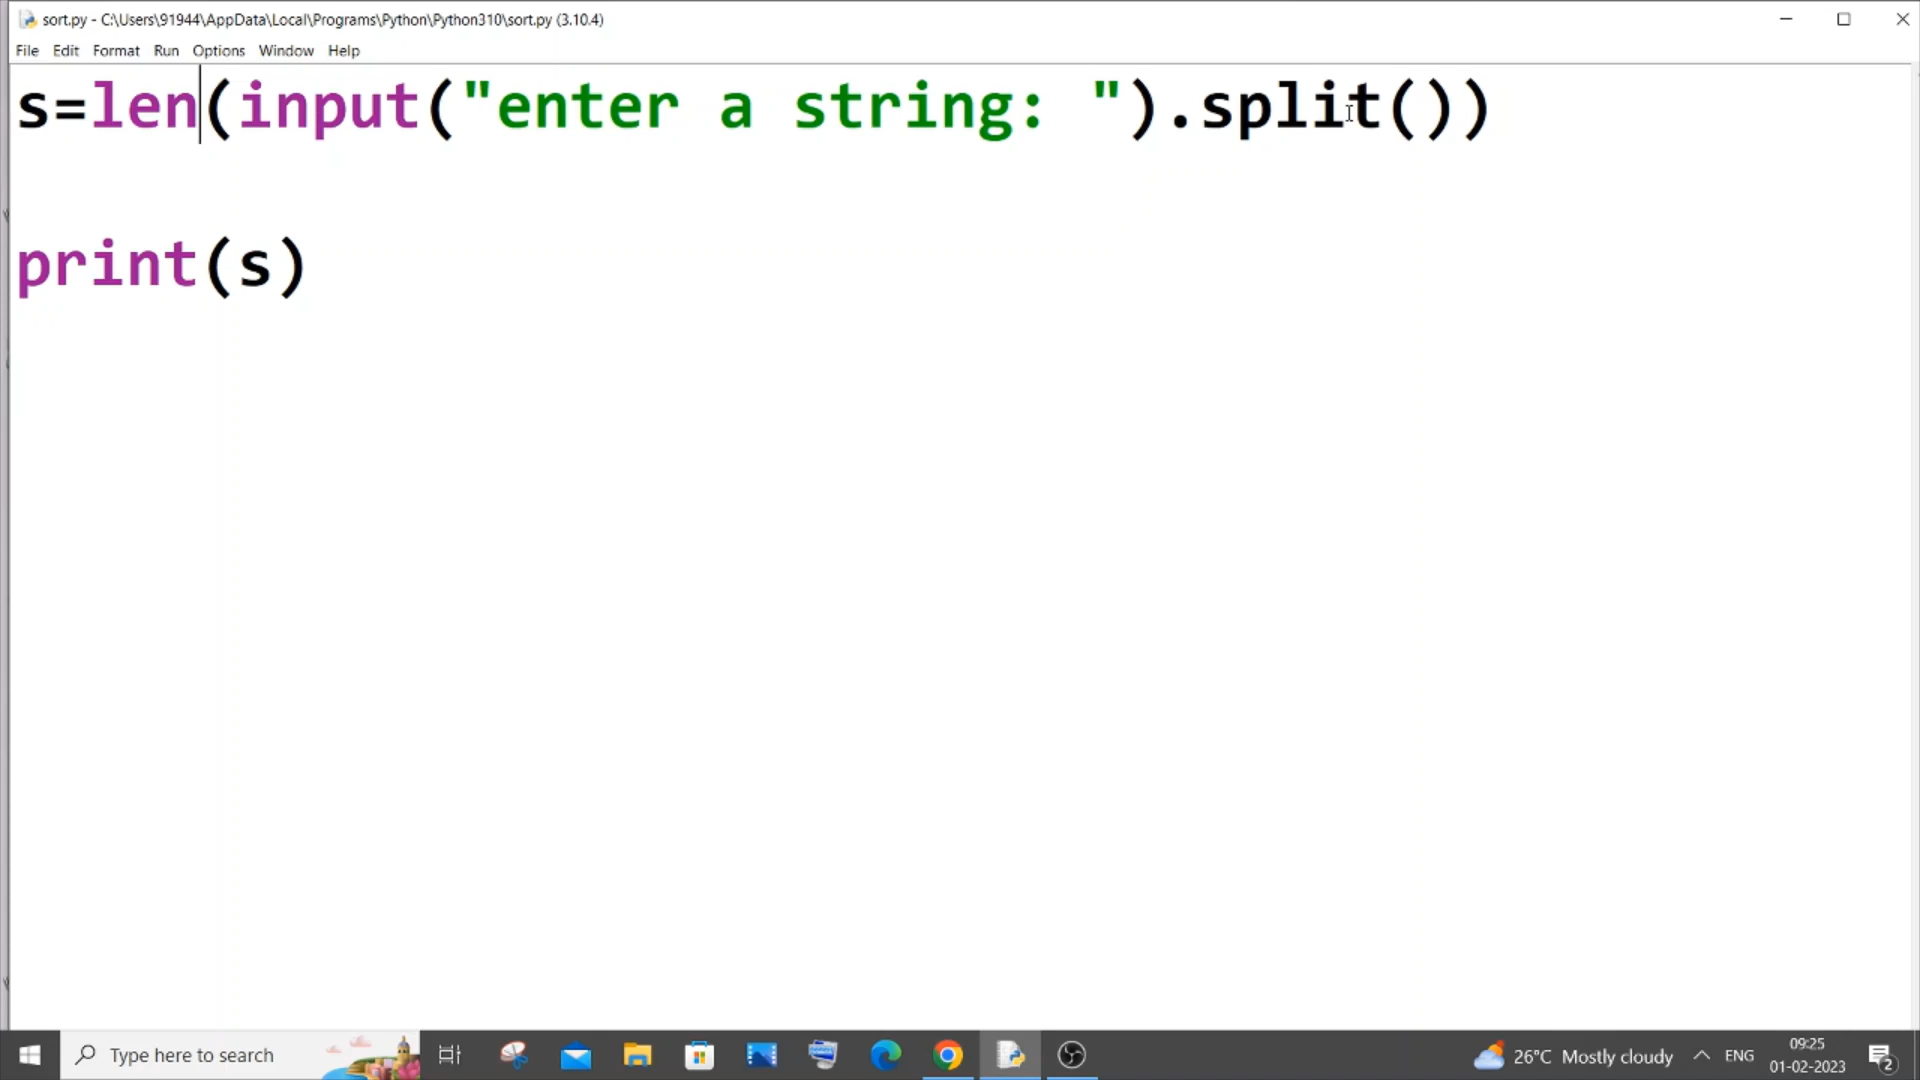 sort.py - C:\Users\91944\AppData\Local\Programs\Python\Python310\sort.py (3.10.4)
File Edit Format Run Options Window Help
s=len(input("enter a string: ").split())
print(s)
Type here to search
26°C Mostly cloudy
ENG
09:25
01-02-2023
2